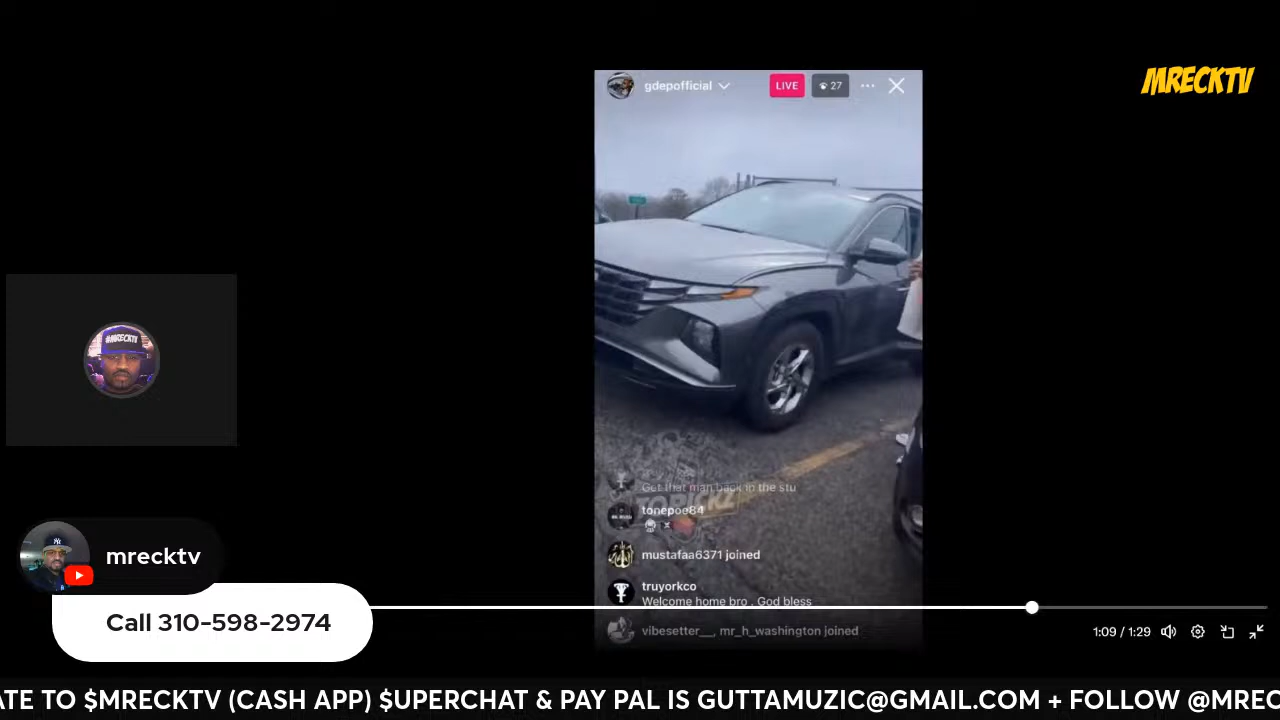 gdepofficial
LIVE
27
MRECKTV
#MRECKTV
Get that man back in the stu
tonepoe84
mustafaa6371 joined
truyorkco
Welcome home bro . God bless
vibesetter__, mr_h_washington joined
mrecktv
Call 310-598-2974
1:09 / 1:29
ATE TO $MRECKTV (CASH APP) $UPERCHAT & PAY PAL IS GUTTAMUZIC@GMAIL.COM + FOLLOW @MREC